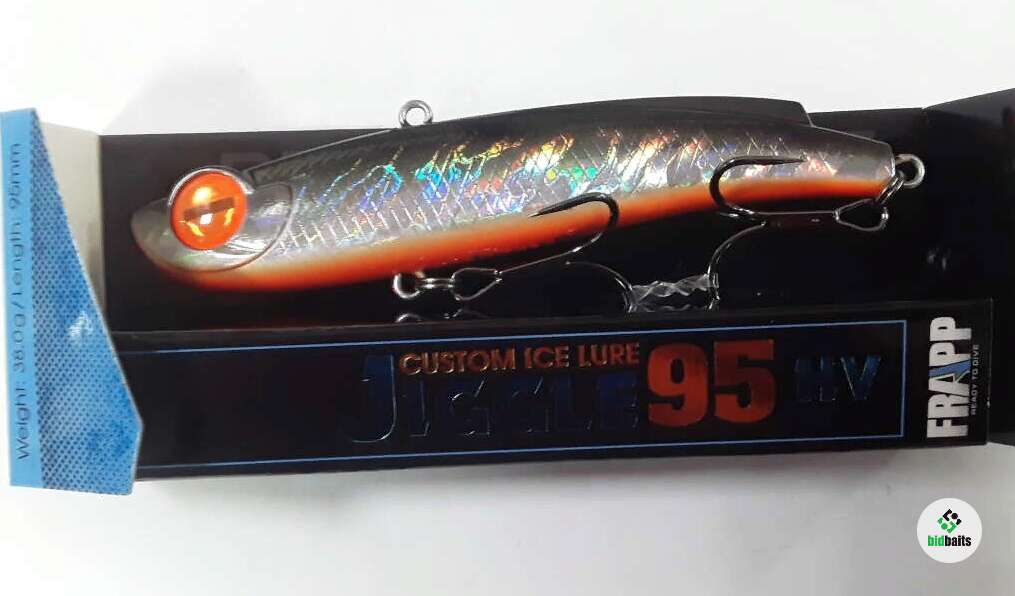 Weight: 38.0g/Length: 95mm
CUSTOM ICE LURE
JIGGLE 95 HV
FRAPP
READY TO DIVE
bidbaits